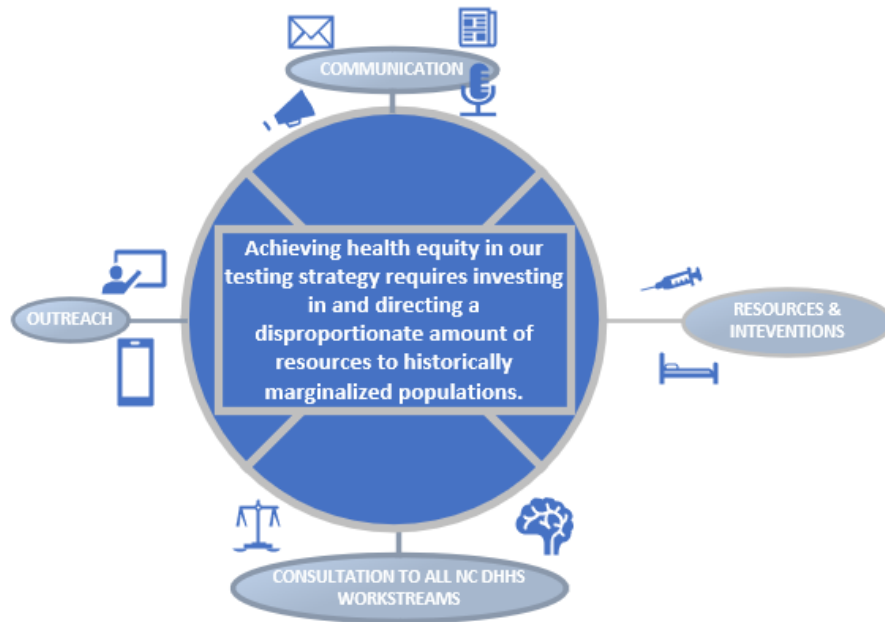 COMMUNICATION
Achieving health equity in our
testing strategy requires investing
in and directing a
disproportionate amount of
resources to historically
marginalized populations.
OUTREACH
RESOURCES &
INTEVENTIONS
CONSULTATION TO ALL NC DHHS
WORKSTREAMS